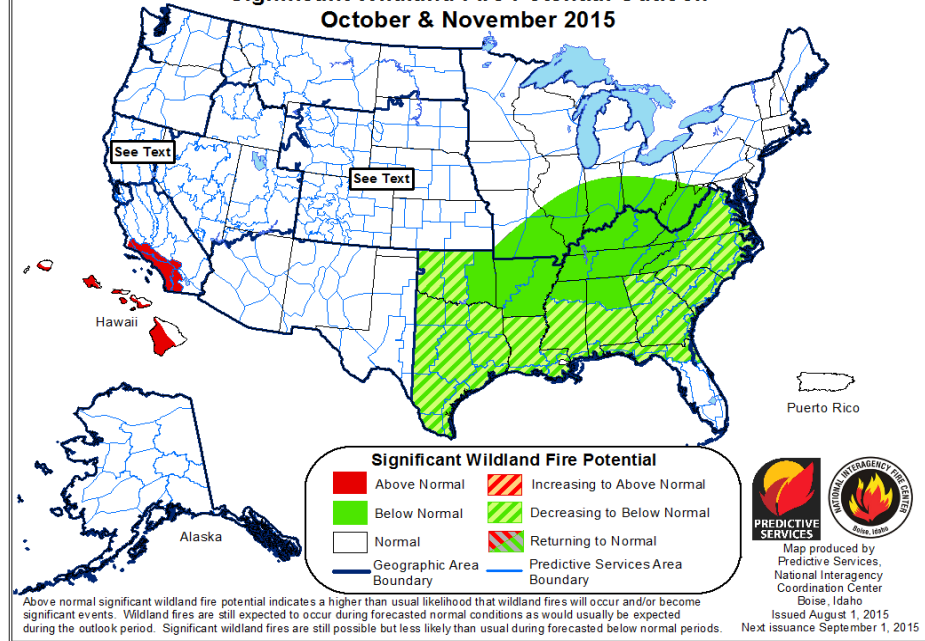 Significant Wildland Fire Potential Outlook
October & November 2015
See Text
See Text
Hawaii
Puerto Rico
Alaska
Significant Wildland Fire Potential
Above Normal
Increasing to Above Normal
Below Normal
Decreasing to Below Normal
Normal
Returning to Normal
Geographic Area
Boundary
Predictive Services Area
Boundary
PREDICTIVE
SERVICES
NATIONAL INTERAGENCY FIRE CENTER
Boise, Idaho
Map produced by
Predictive Services,
National Interagency
Coordination Center
Boise, Idaho
Issued August 1, 2015
Next issuance September 1, 2015
Above normal significant wildland fire potential indicates a higher than usual likelihood that wildland fires will occur and/or become
significant events. Wildland fires are still expected to occur during forecasted normal conditions as would usually be expected
during the outlook period. Significant wildland fires are still possible but less likely than usual during forecasted below normal periods.